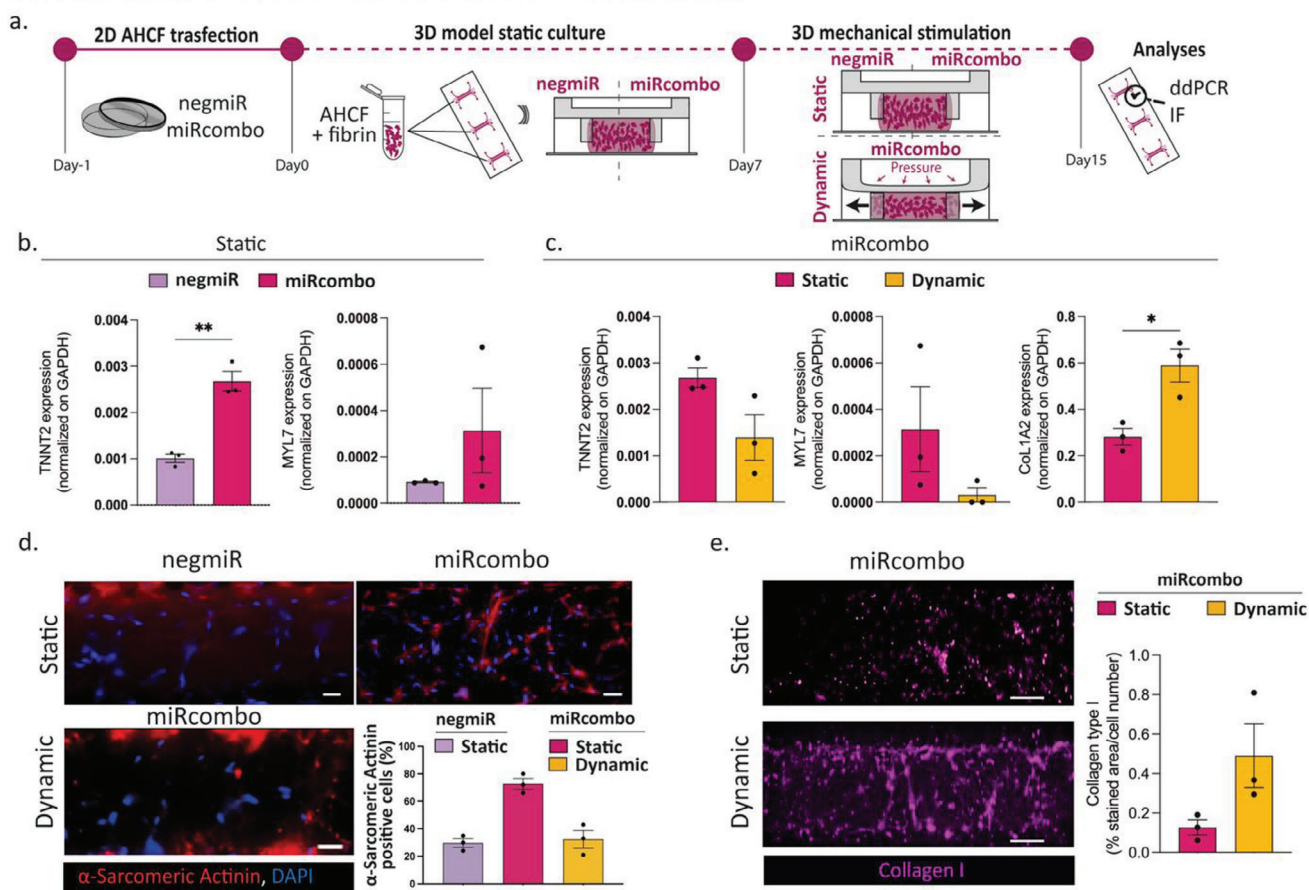 a.
2D AHCF trasfection
3D model static culture
3D mechanical stimulation
Analyses
negmiR
miRcombo
AHCF
+ fibrin
negmiR
miRcombo
Static
negmiR
miRcombo
Dynamic
miRcombo
Pressure
ddPCR
IF
Day-1
Day0
Day7
Day15
b.
Static
negmiR
miRcombo
TNNT2 expression
(normalized on GAPDH)
0.004
0.003
0.002
0.001
0.000
**
MYL7 expression
(normalized on GAPDH)
0.0008
0.0006
0.0004
0.0002
0.0000
c.
miRcombo
Static
Dynamic
TNNT2 expression
(normalized on GAPDH)
0.004
0.003
0.002
0.001
0.000
MYL7 expression
(normalized on GAPDH)
0.0008
0.0006
0.0004
0.0002
0.0000
CoL1A2 expression
(normalized on GAPDH)
0.8
0.6
0.4
0.2
0.0
*
d.
negmiR
miRcombo
Static
miRcombo
Dynamic
α-Sarcomeric Actinin, DAPI
negmiR
Static
miRcombo
Static
Dynamic
α-Sarcomeric Actinin
positive cells (%)
100
80
60
40
20
0
e.
miRcombo
Static
Dynamic
Collagen I
miRcombo
Static
Dynamic
Collagen type I
(% stained area/cell number)
1.0
0.8
0.6
0.4
0.2
0.0